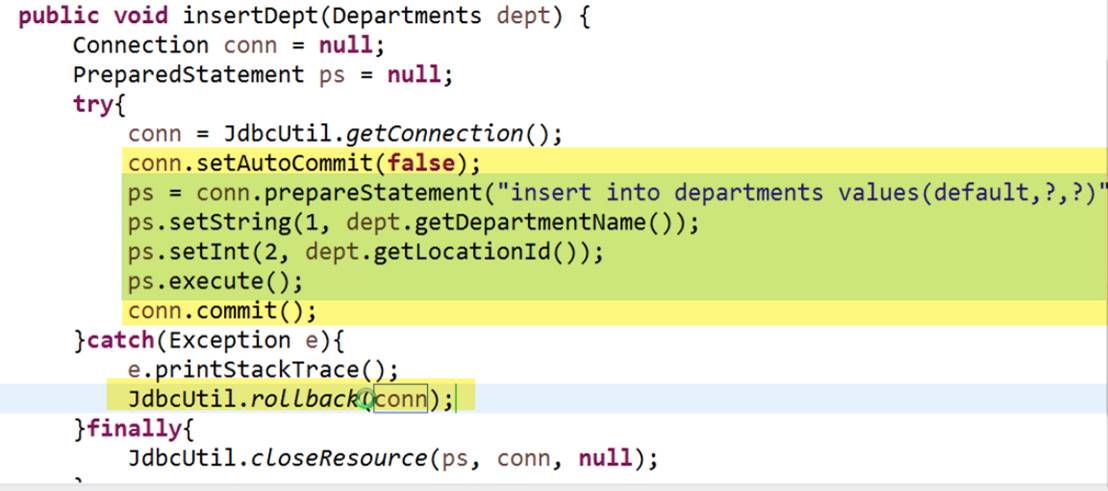 public void insertDept(Departments dept) {
Connection conn = null;
PreparedStatement ps = null;
try{
conn = JdbcUtil.getConnection();
conn.setAutoCommit(false);
ps = conn.prepareStatement("insert into departments values(default,?,?)"
ps.setString(1, dept.getDepartmentName());
ps.setInt(2, dept.getLocationId());
ps.execute();
conn.commit();
}catch(Exception e){
e.printStackTrace();
JdbcUtil.rollback(conn);
}finally{
JdbcUtil.closeResource(ps, conn, null);
}